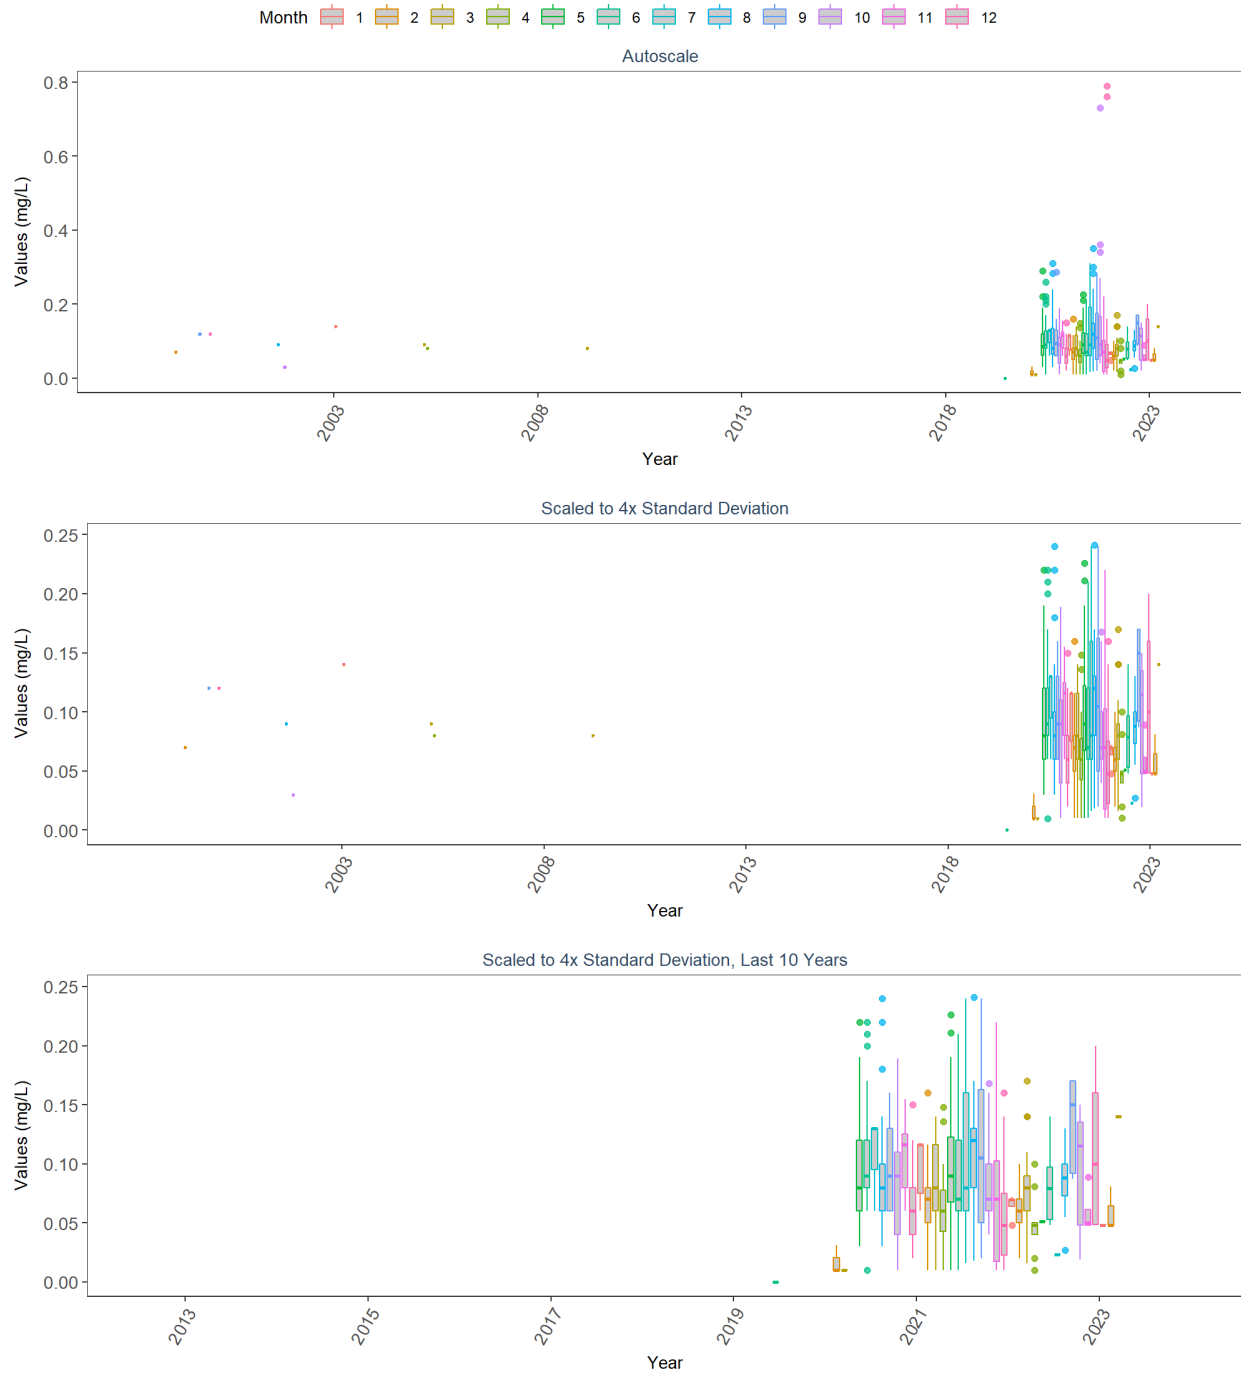 Month 1 2 3 4 5 6 7 8 9 10 11 12
Autoscale
0.8
0.6
0.4
0.2
0.0
Values (mg/L)
2003 2008 2013 2018 2023
Year
Scaled to 4x Standard Deviation
0.25
0.20
0.15
0.10
0.05
0.00
Values (mg/L)
2003 2008 2013 2018 2023
Year
Scaled to 4x Standard Deviation, Last 10 Years
0.25
0.20
0.15
0.10
0.05
0.00
Values (mg/L)
2013 2015 2017 2019 2021 2023
Year